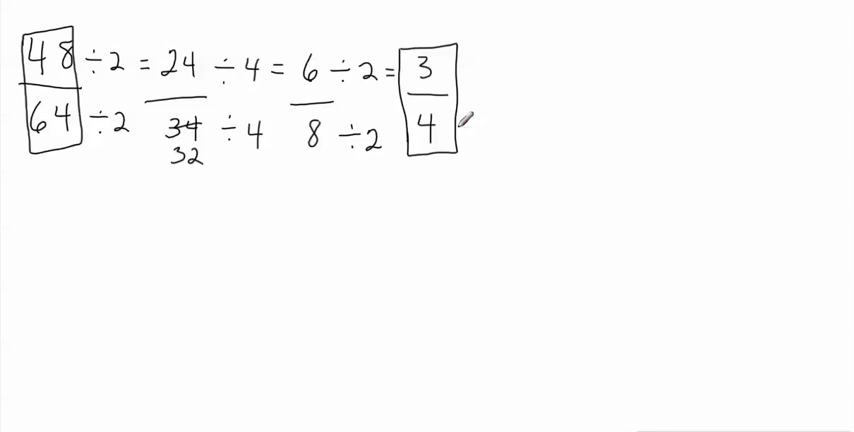 48 ÷2 = 24 ÷ 4 = 6 ÷ 2 = 3
64 ÷2 34 ÷ 4 8 ÷ 2 4
32